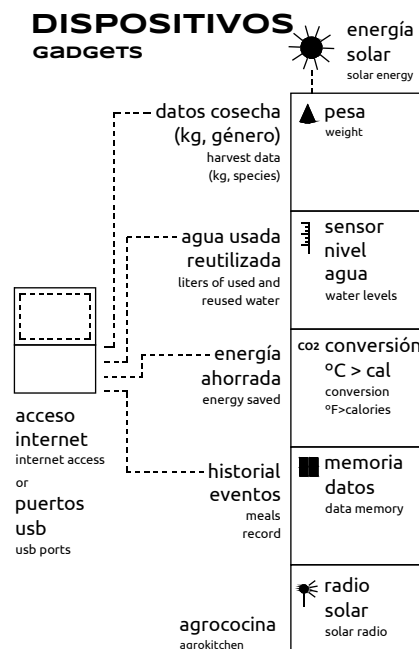 DISPOSITIVOS
GADGETS
energía
solar
solar energy
datos cosecha
(kg, género)
harvest data
(kg, species)
pesa
weight
agua usada
reutilizada
liters of used and
reused water
sensor
nivel
agua
water levels
energía
ahorrada
energy saved
CO2 conversión
ºC > cal
conversion
ºF>calories
acceso
internet
internet access
or
puertos
usb
usb ports
historial
eventos
meals
record
memoria
datos
data memory
radio
solar
solar radio
agrococina
agrokitchen